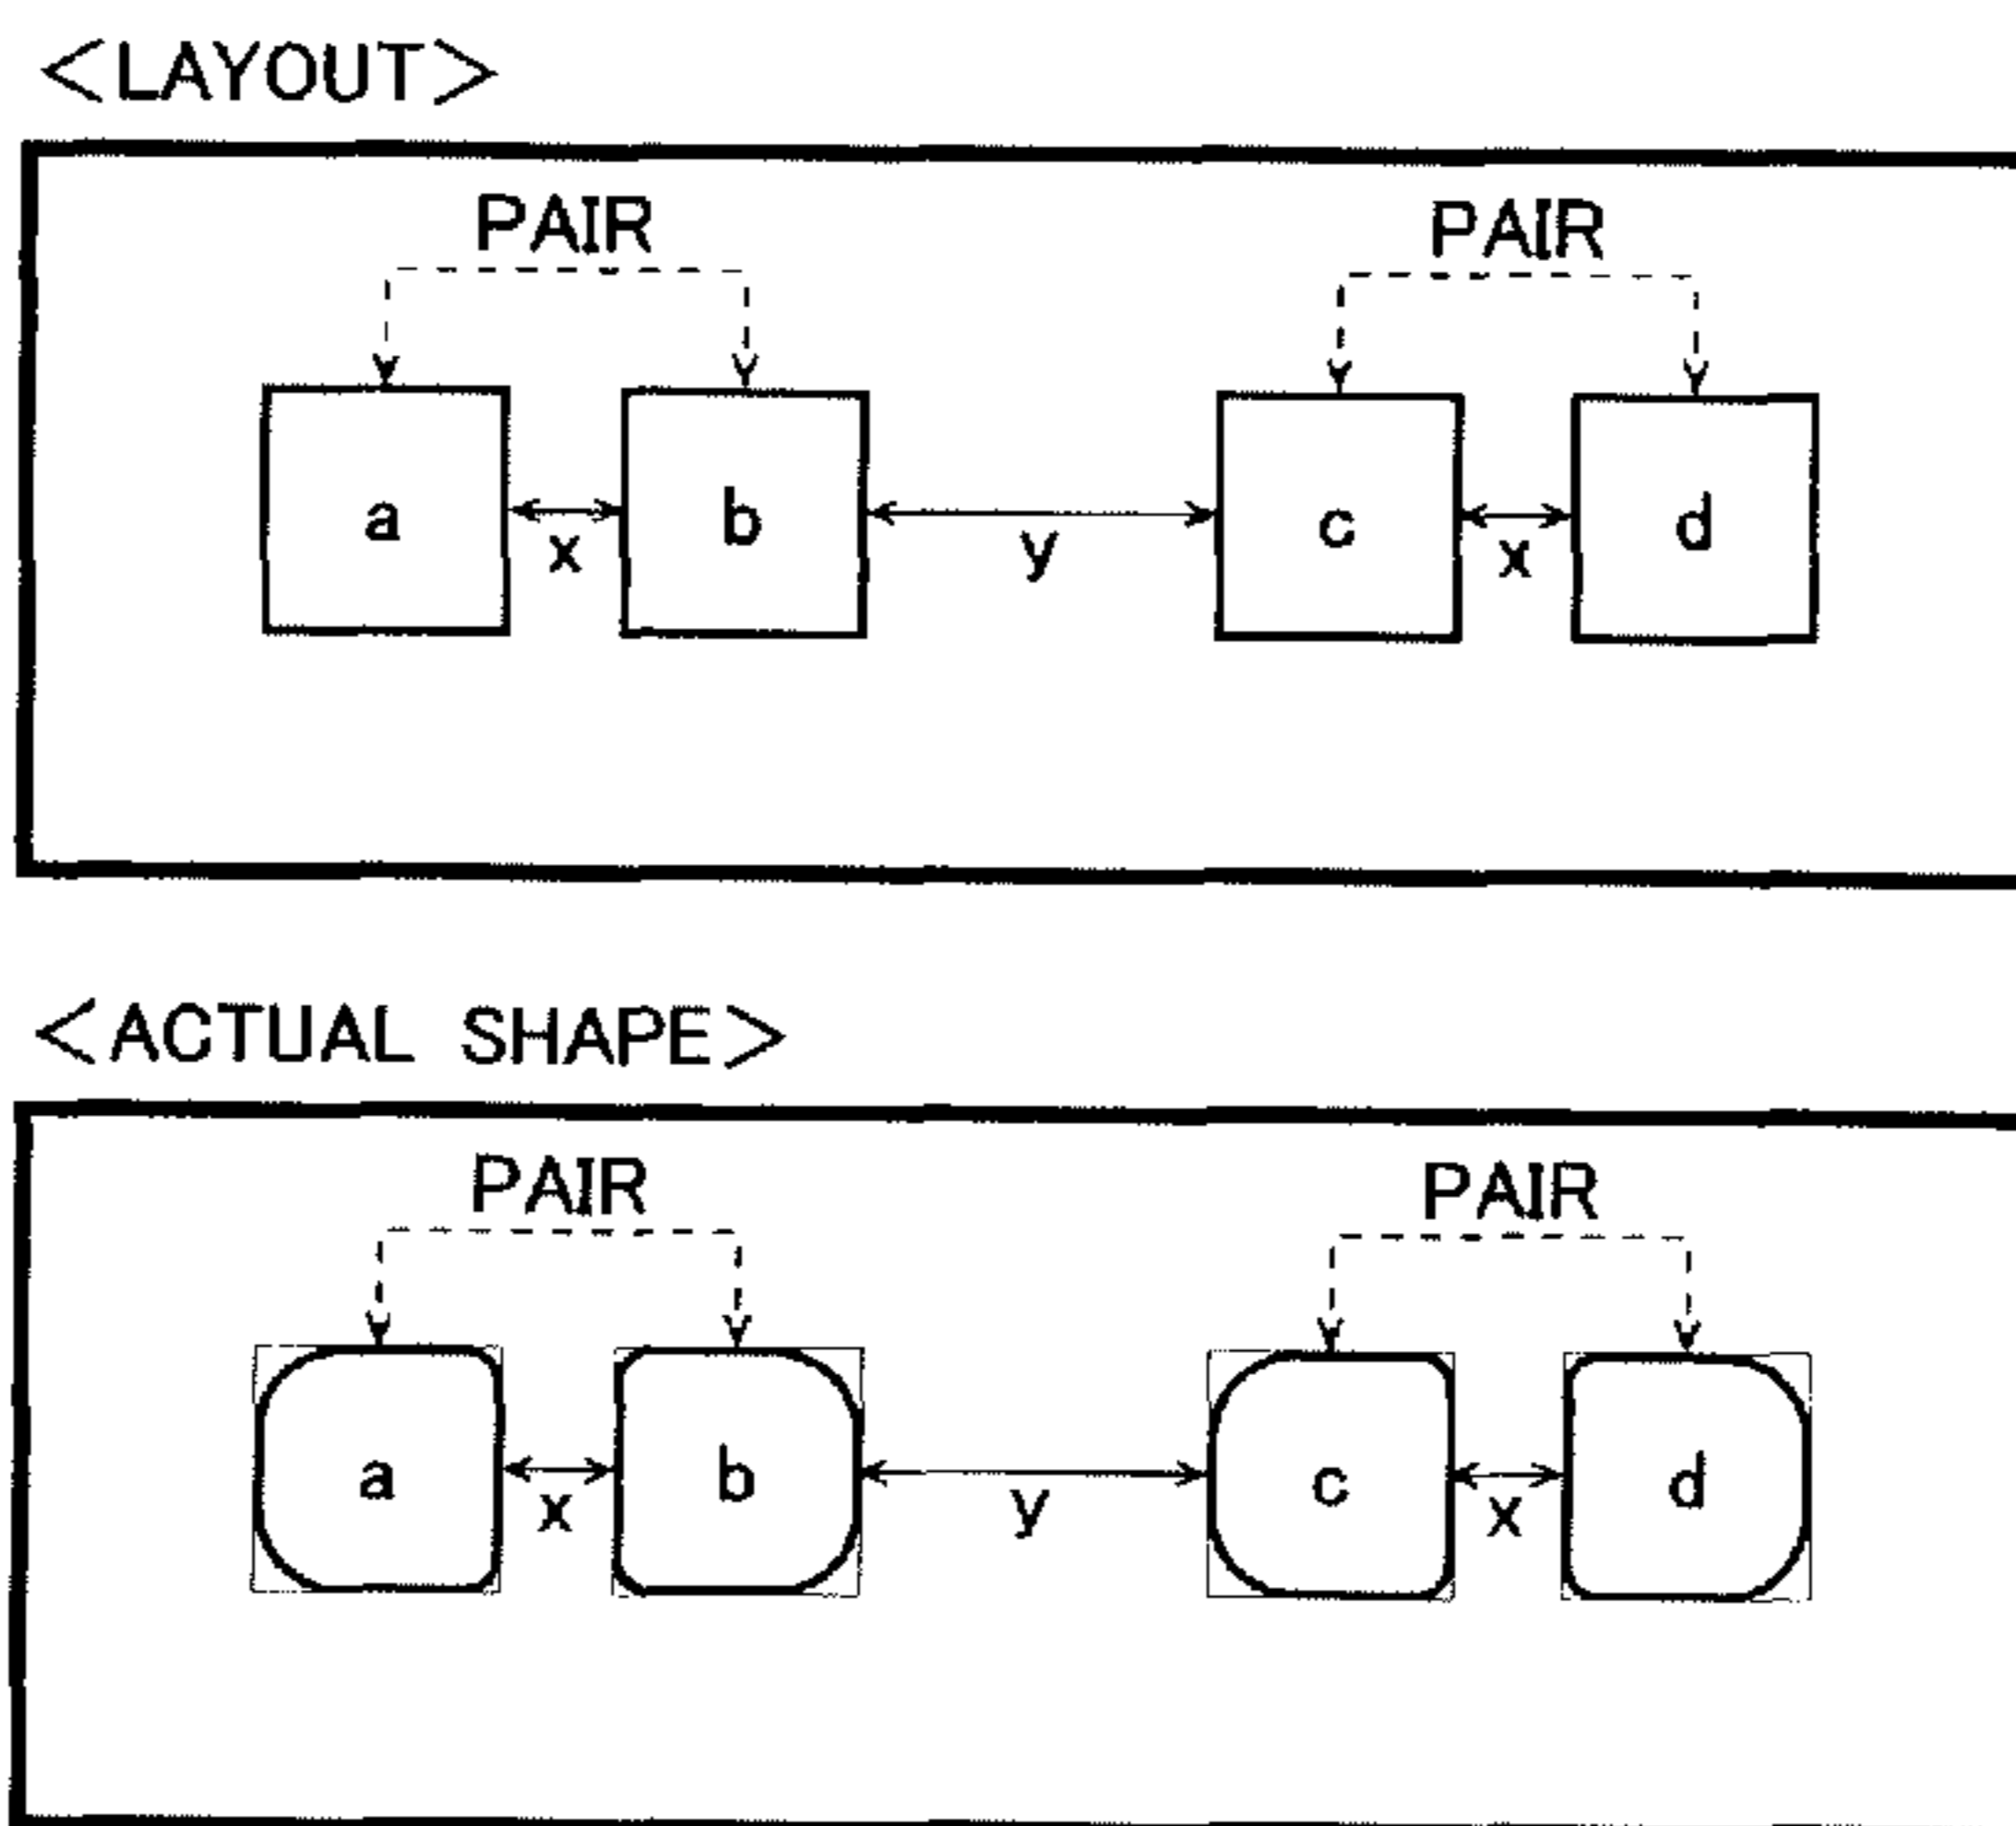 <LAYOUT>
PAIR PAIR
a x b y c x d
<ACTUAL SHAPE>
PAIR PAIR
a x b y c x d